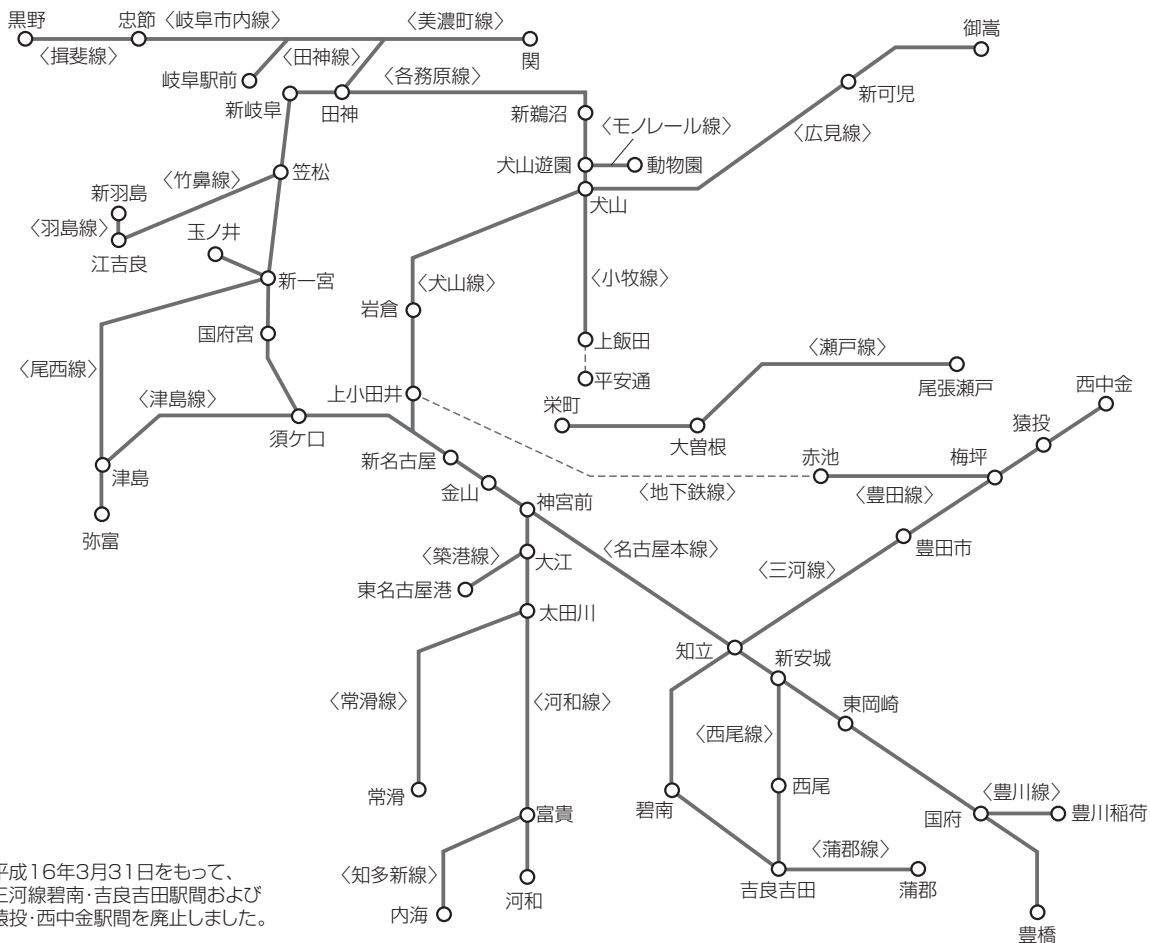 黒野
忠節
〈岐阜市内線〉
〈美濃町線〉
御嵩
〈揖斐線〉
〈田神線〉
関
岐阜駅前
〈各務原線〉
新可児
新岐阜
田神
新鵜沼
〈モノレール線〉
〈広見線〉
犬山遊園
動物園
笠松
〈竹鼻線〉
新羽島
犬山
〈羽島線〉
玉ノ井
江吉良
新一宮
〈犬山線〉
〈小牧線〉
岩倉
国府宮
上飯田
〈瀬戸線〉
〈尾西線〉
平安通
尾張瀬戸
西中金
上小田井
〈津島線〉
栄町
猿投
須ケ口
大曽根
新名古屋
赤池
梅坪
津島
金山
〈地下鉄線〉
〈豊田線〉
神宮前
弥富
〈築港線〉
大江
〈名古屋本線〉
豊田市
東名古屋港
〈三河線〉
太田川
知立
新安城
〈常滑線〉
〈河和線〉
東岡崎
〈西尾線〉
常滑
西尾
碧南
〈豊川線〉
富貴
国府
豊川稲荷
〈蒲郡線〉
〈知多新線〉
河和
吉良吉田
蒲郡
内海
豊橋
平成16年3月31日をもって、
三河線碧南・吉良吉田駅間および
猿投・西中金駅間を廃止しました。